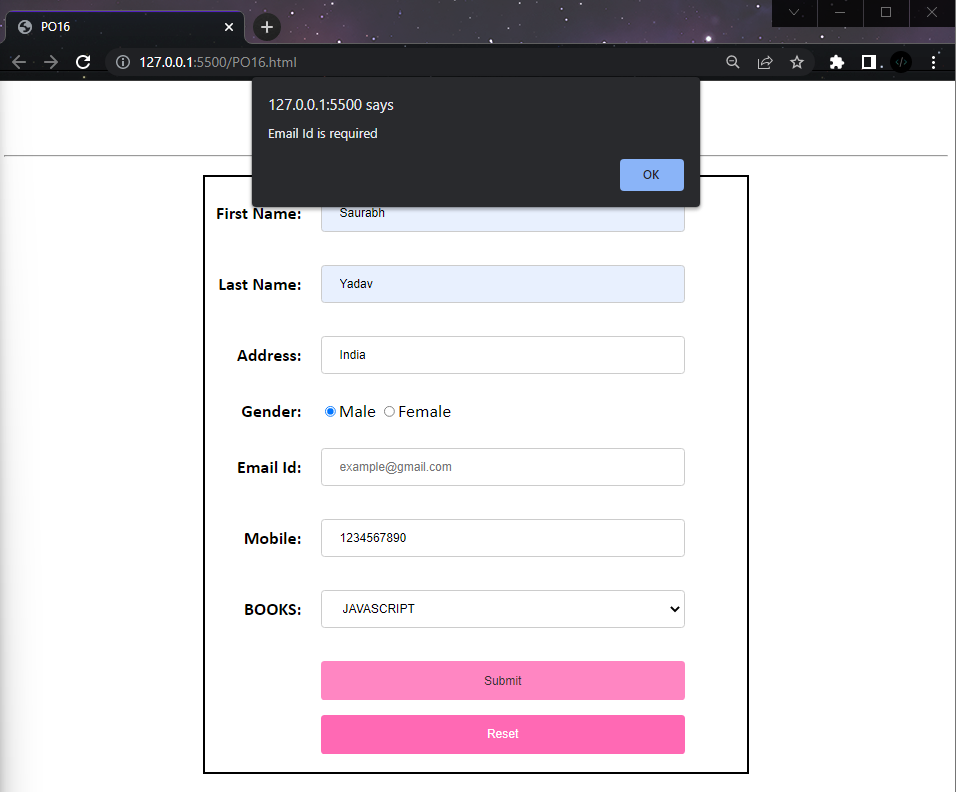 PO16
127.0.0.1:5500/PO16.html
127.0.0.1:5500 says
Email Id is required
OK
First Name: Saurabh
Last Name: Yadav
Address: India
Gender: Male Female
Email Id: example@gmail.com
Mobile: 1234567890
BOOKS: JAVASCRIPT
Submit
Reset